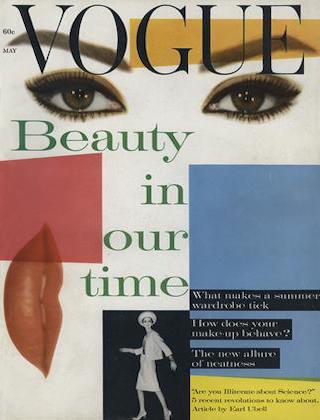 VOGUE
60c
MAY
Beauty
in
our
time
What makes a summer
wardrobe tick
How does your
make-up behave?
The new allure
of neatness
"Are you Illiterate about Science?"
5 recent revolutions to know about.
Article by Earl Ubell